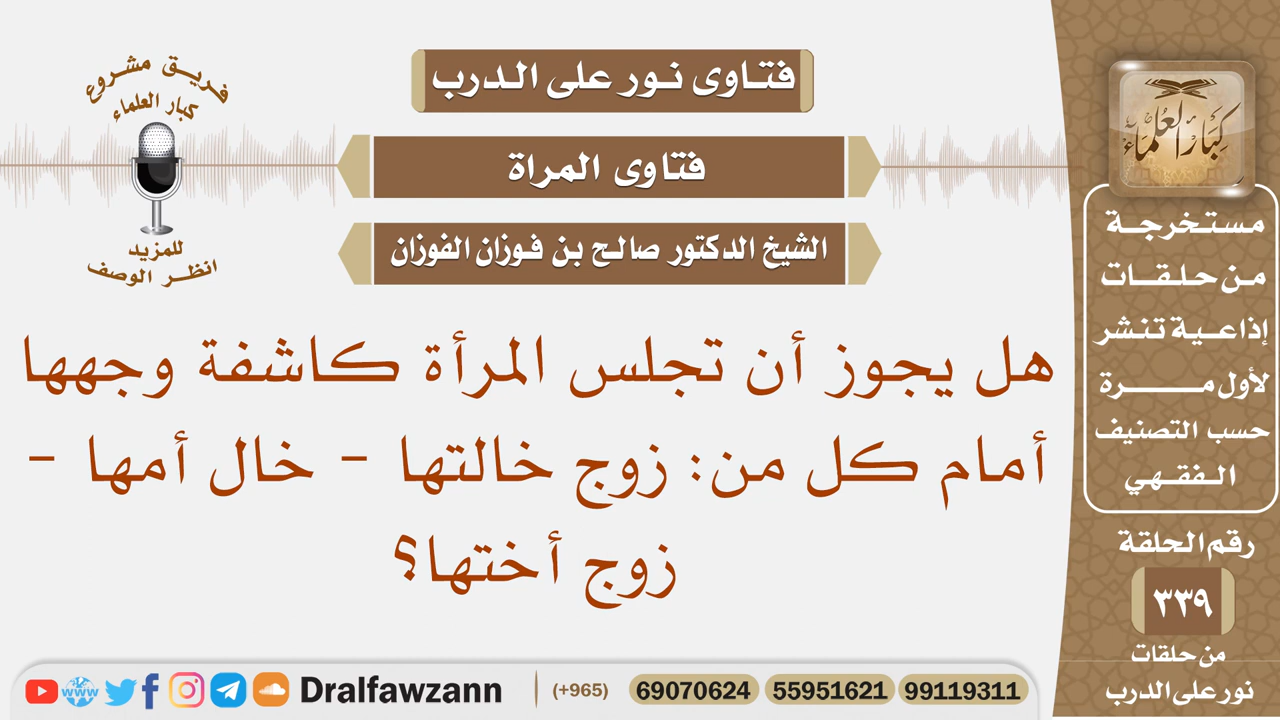 فتاوى نور على الدرب
فتاوى المراة
الشيخ الدكتور صالح بن فوزان الفوزان
هل يجوز أن تجلس المرأة كاشفة وجهها
أمام كل من: زوج خالتها - خال أمها -
زوج أختها؟
فريق مشروع
كبار العلماء
للمزيد
انظر الوصف
كبار العلماء
مستخرجة
من حلقات
إذاعية تنشر
لأول مرة
حسب التصنيف
الفقهي
رقم الحلقة
٣٣٩
من حلقات
نور على الدرب
www Dralfawzann (+965) 69070624 55951621 99119311